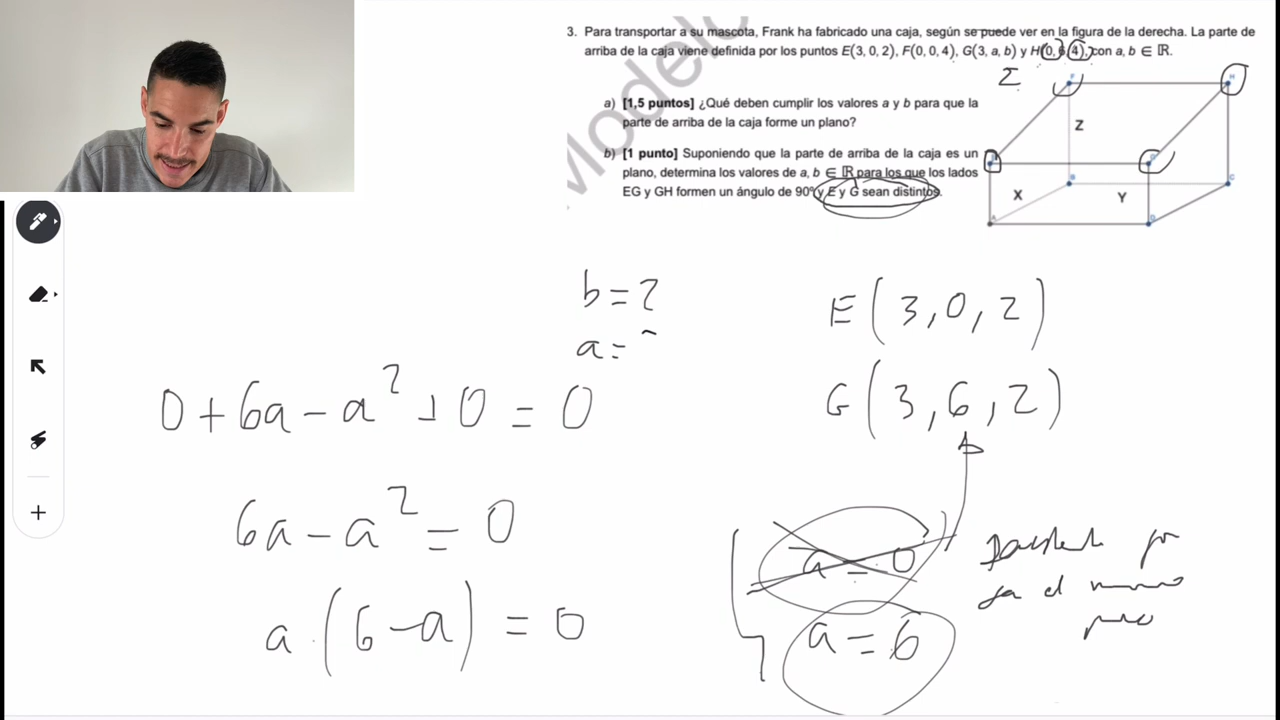 Modelo
3. Para transportar a su mascota, Frank ha fabricado una caja, según se puede ver en la figura de la derecha. La parte de
arriba de la caja viene definida por los puntos E(3, 0, 2), F(0, 0, 4), G(3, a, b) y H(0, 6, 4), con a, b ∈ ℝ.
a) [1,5 puntos] ¿Qué deben cumplir los valores a y b para que la
parte de arriba de la caja forme un plano?
b) [1 punto] Suponiendo que la parte de arriba de la caja es un
plano, determina los valores de a, b ∈ ℝ para los que los lados
EG y GH formen un ángulo de 90º y E y G sean distintos.
Z
X
Y
b = ?
a = ?
E(3, 0, 2)
G(3, 6, 2)
0 + 6a - a² + 0 = 0
6a - a² = 0
a · (6 - a) = 0
a = 0
a = 6
el mismo